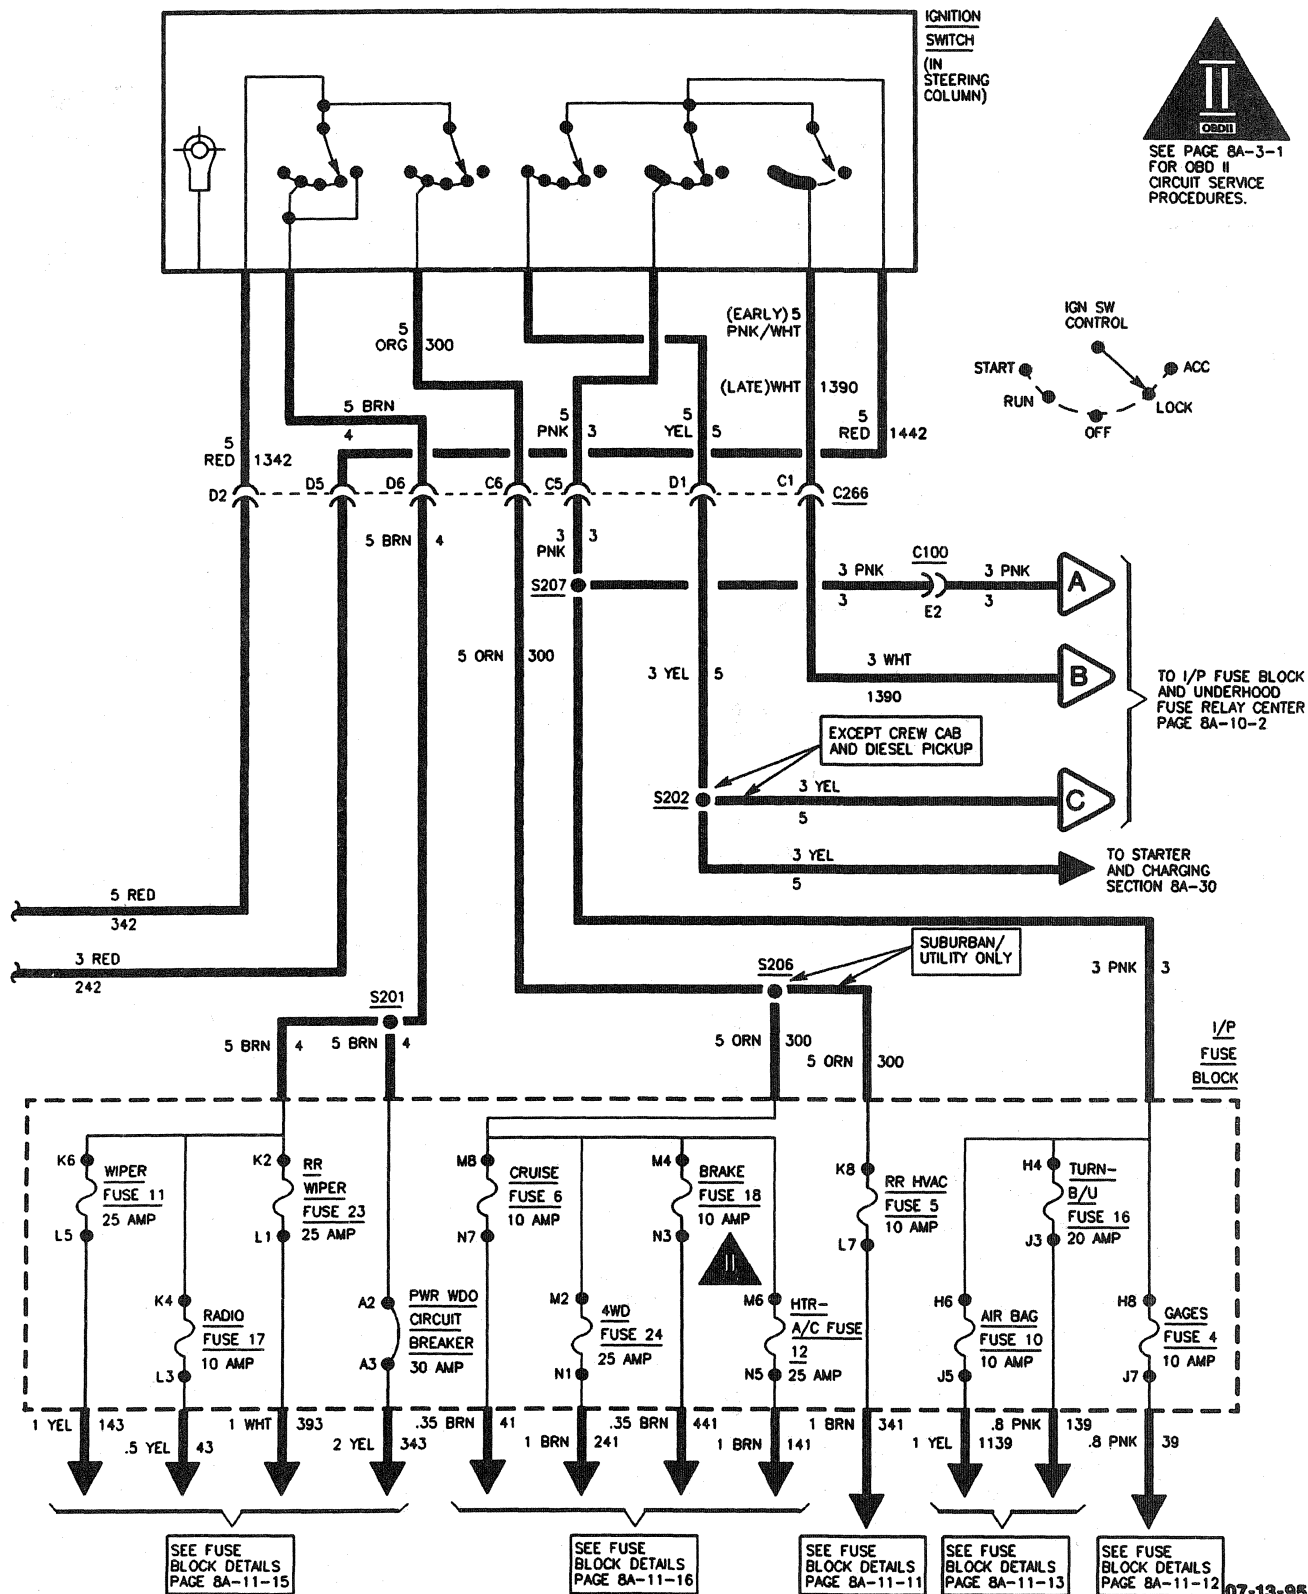 IGNITION
SWITCH
(IN
STEERING
COLUMN)
II
OBDII
SEE PAGE 8A-3-1
FOR OBD II
CIRCUIT SERVICE
PROCEDURES.
IGN SW
CONTROL
START
ACC
RUN
LOCK
OFF
(EARLY) 5
PNK/WHT
5
ORG 300
(LATE)WHT 1390
5 BRN
4
5
PNK 3
5
YEL 5
5
RED 1442
5
RED 1342
D2
D5
D6
C6
C5
D1
C1
C266
5 BRN 4
3
PNK 3
C100
3 PNK
3
E2
3 PNK
3
A
S207
5 ORN 300
3 YEL 5
3 WHT
1390
B
TO I/P FUSE BLOCK
AND UNDERHOOD
FUSE RELAY CENTER
PAGE 8A-10-2
EXCEPT CREW CAB
AND DIESEL PICKUP
S202
3 YEL
5
C
3 YEL
5
TO STARTER
AND CHARGING
SECTION 8A-30
5 RED
342
3 RED
242
SUBURBAN/
UTILITY ONLY
S206
3 PNK 3
S201
5 BRN 4
5 BRN 4
5 ORN 300
5 ORN 300
I/P
FUSE
BLOCK
K6
WIPER
FUSE 11
25 AMP
L5
K2
RR
WIPER
FUSE 23
25 AMP
L1
M8
CRUISE
FUSE 6
10 AMP
N7
M4
BRAKE
FUSE 18
10 AMP
N3
II
K8
RR HVAC
FUSE 5
10 AMP
L7
H4
TURN-
B/U
FUSE 16
20 AMP
J3
K4
RADIO
FUSE 17
10 AMP
L3
A2
PWR WDO
CIRCUIT
BREAKER
30 AMP
A3
M2
4WD
FUSE 24
25 AMP
N1
M6
HTR-
A/C FUSE
12
25 AMP
N5
H6
AIR BAG
FUSE 10
10 AMP
J5
H8
GAGES
FUSE 4
10 AMP
J7
1 YEL 143
.5 YEL 43
1 WHT 393
2 YEL 343
.35 BRN 41
1 BRN 241
.35 BRN 441
1 BRN 141
1 BRN 341
1 YEL 1139
.8 PNK 139
.8 PNK 39
SEE FUSE
BLOCK DETAILS
PAGE 8A-11-15
SEE FUSE
BLOCK DETAILS
PAGE 8A-11-16
SEE FUSE
BLOCK DETAILS
PAGE 8A-11-11
SEE FUSE
BLOCK DETAILS
PAGE 8A-11-13
SEE FUSE
BLOCK DETAILS
PAGE 8A-11-12
07-13-95